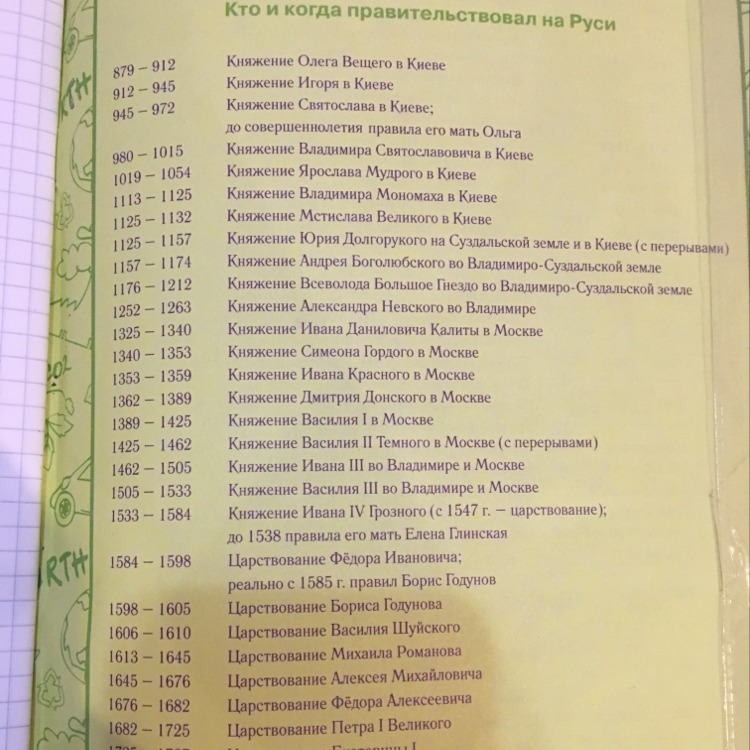 Кто и когда правительствовал на Руси
879 – 912 Княжение Олега Вещего в Киеве
912 – 945 Княжение Игоря в Киеве
945 – 972 Княжение Святослава в Киеве;
до совершеннолетия правила его мать Ольга
980 – 1015 Княжение Владимира Святославовича в Киеве
1019 – 1054 Княжение Ярослава Мудрого в Киеве
1113 – 1125 Княжение Владимира Мономаха в Киеве
1125 – 1132 Княжение Мстислава Великого в Киеве
1125 – 1157 Княжение Юрия Долгорукого на Суздальской земле и в Киеве (с перерывами)
1157 – 1174 Княжение Андрея Боголюбского во Владимиро-Суздальской земле
1176 – 1212 Княжение Всеволода Большое Гнездо во Владимиро-Суздальской земле
1252 – 1263 Княжение Александра Невского во Владимире
1325 – 1340 Княжение Ивана Даниловича Калиты в Москве
1340 – 1353 Княжение Симеона Гордого в Москве
1353 – 1359 Княжение Ивана Красного в Москве
1362 – 1389 Княжение Дмитрия Донского в Москве
1389 – 1425 Княжение Василия I в Москве
1425 – 1462 Княжение Василия II Темного в Москве (с перерывами)
1462 – 1505 Княжение Ивана III во Владимире и Москве
1505 – 1533 Княжение Василия III во Владимире и Москве
1533 – 1584 Княжение Ивана IV Грозного (с 1547 г. – царствование);
до 1538 правила его мать Елена Глинская
1584 – 1598 Царствование Фёдора Ивановича;
реально с 1585 г. правил Борис Годунов
1598 – 1605 Царствование Бориса Годунова
1606 – 1610 Царствование Василия Шуйского
1613 – 1645 Царствование Михаила Романова
1645 – 1676 Царствование Алексея Михайловича
1676 – 1682 Царствование Фёдора Алексеевича
1682 – 1725 Царствование Петра I Великого
RTH